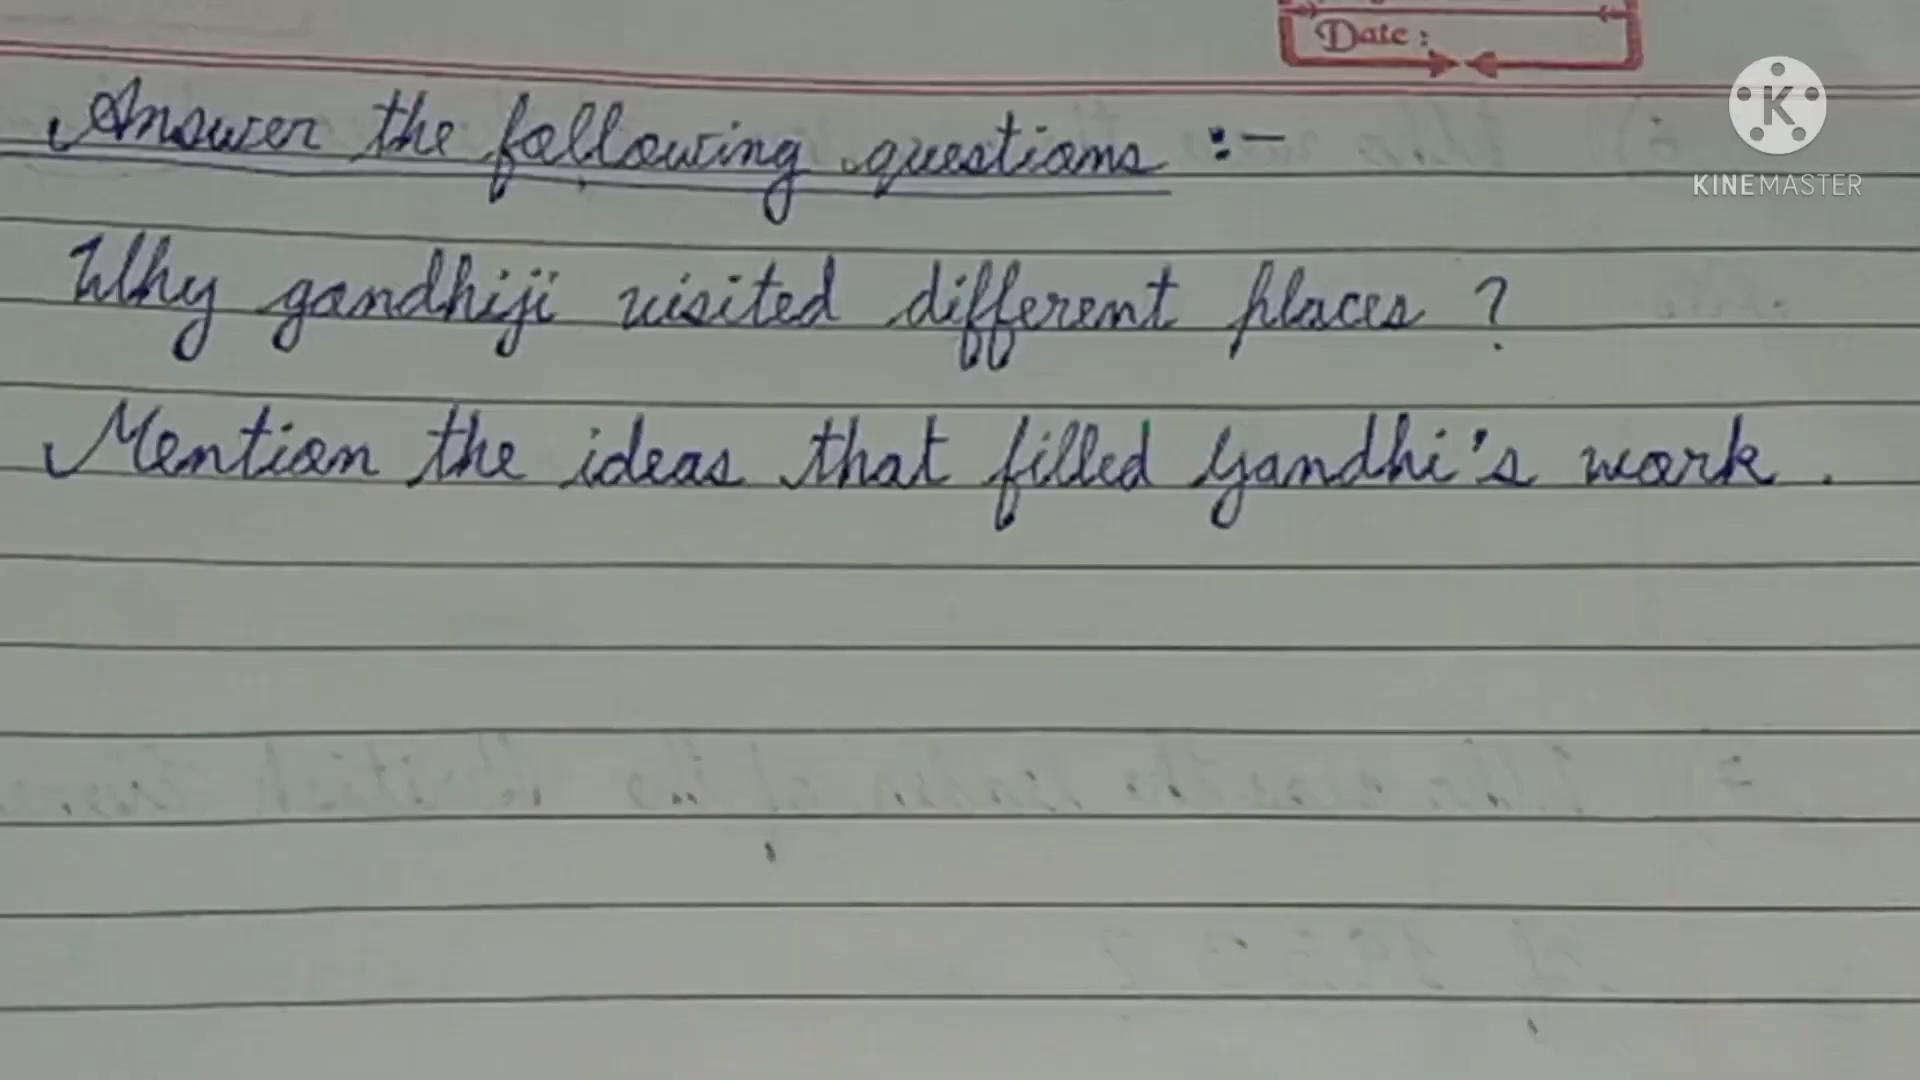 Date :
K
KINEMASTER
Answer the following questions :-
Why gandhiji visited different places ?
Mention the ideas that filled Gandhi's work .